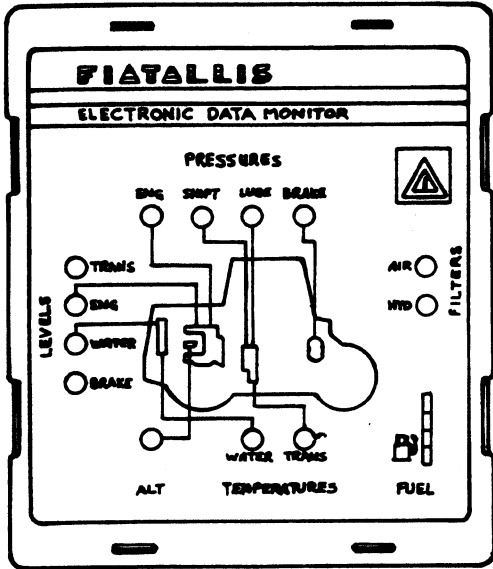 FIATALLIS
ELECTRONIC DATA MONITOR
PRESSURES
ENG SHIFT LUBE BRAKE
LEVELS
TRANS
ENG
WATER
BRAKE
AIR
HYD
FILTERS
WATER TRANS
ALT TEMPERATURES FUEL